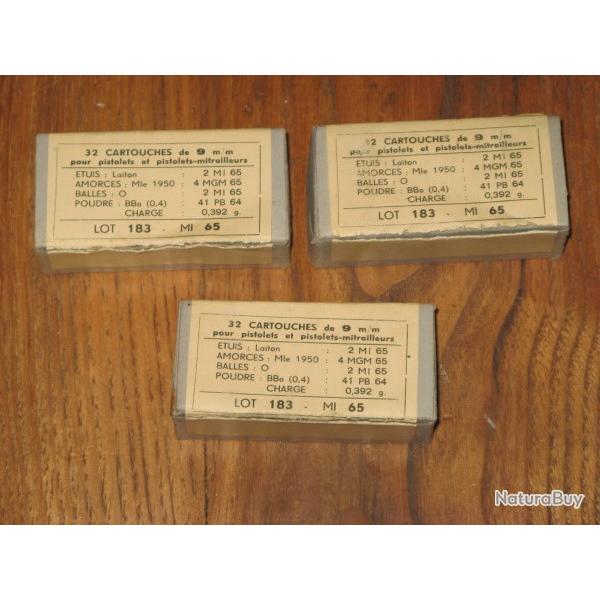 32 CARTOUCHES de 9 m/m
pour pistolets et pistolets-mitrailleurs
ETUIS : Laiton : 2 MI 65
AMORCES : Mle 1950 : 4 MGM 65
BALLES : O : 2 MI 65
POUDRE : BBa (0,4) : 41 PB 64
CHARGE : 0,392 g.
LOT 183 - MI 65
32 CARTOUCHES de 9 m/m
pour pistolets et pistolets-mitrailleurs
ETUIS : Laiton : 2 MI 65
AMORCES : Mle 1950 : 4 MGM 65
BALLES : O : 2 MI 65
POUDRE : BBa (0,4) : 41 PB 64
CHARGE : 0,392 g.
LOT 183 - MI 65
32 CARTOUCHES de 9 m/m
pour pistolets et pistolets-mitrailleurs
ETUIS : Laiton : 2 MI 65
AMORCES : Mle 1950 : 4 MGM 65
BALLES : O : 2 MI 65
POUDRE : BBa (0,4) : 41 PB 64
CHARGE : 0,392 g.
LOT 183 - MI 65
NaturaBuy